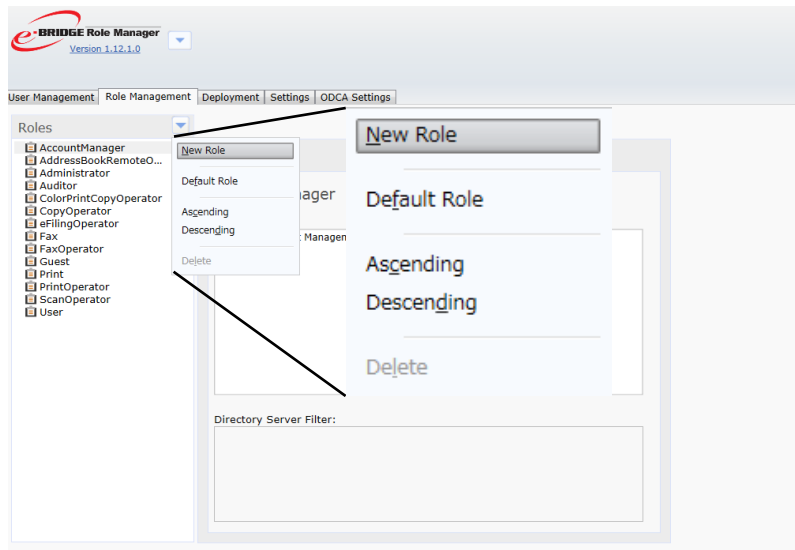 e-BRIDGE Role Manager
Version 1.12.1.0
User Management Role Management Deployment Settings ODCA Settings
Roles
AccountManager
AddressBookRemoteO...
Administrator
Auditor
ColorPrintCopyOperator
CopyOperator
eFilingOperator
Fax
FaxOperator
Guest
Print
PrintOperator
ScanOperator
User
New Role
Default Role
Ascending
Descending
Delete
nager
t Managen
New Role
Default Role
Ascending
Descending
Delete
Directory Server Filter: